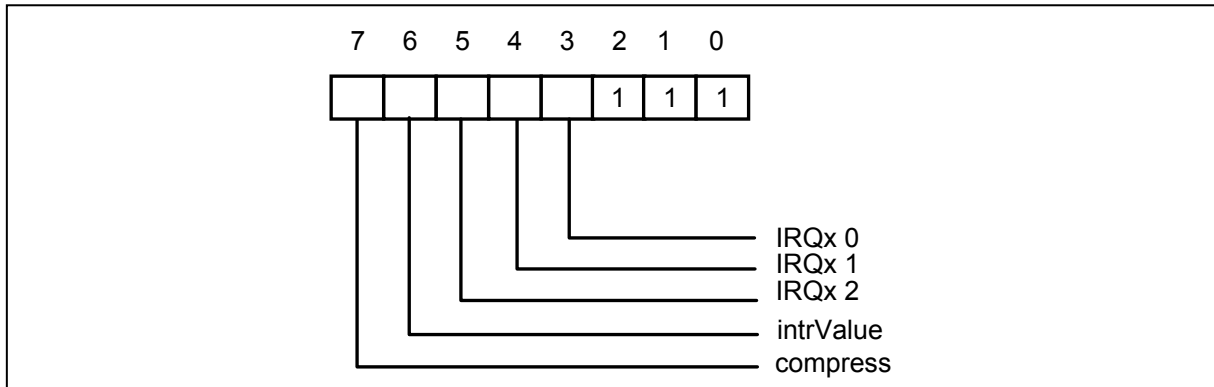 7 6 5 4 3 2 1 0
1 1 1
IRQx 0
IRQx 1
IRQx 2
intrValue
compress